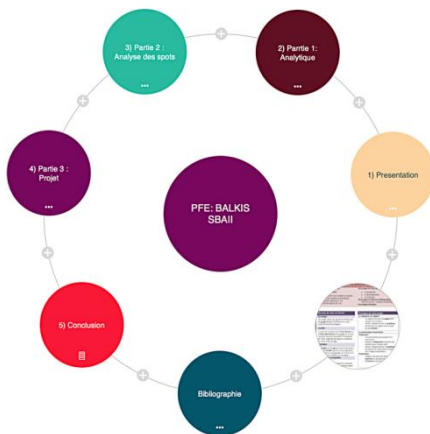 3) Partie 2 :
Analyse des spots
2) Parrtie 1:
Analytique
4) Partie 3 :
Projet
1) Presentation
PFE: BALKIS
SBAII
5) Conclusion
Bibliographie